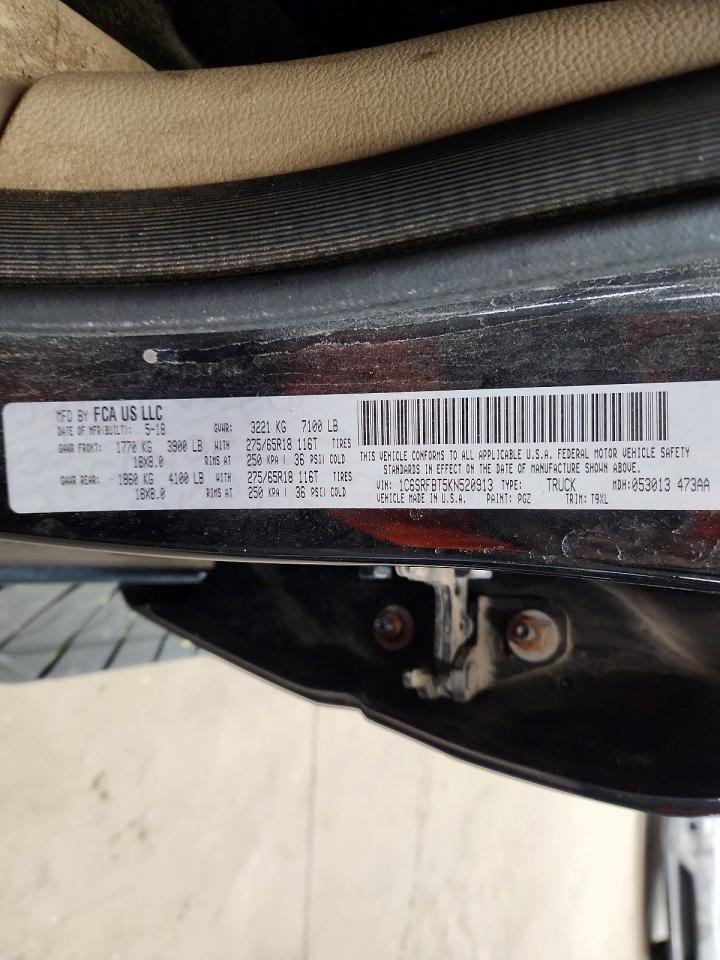 MFD BY FCA US LLC
DATE OF MFR(BUILT): 5-18 GVWR: 3221 KG 7100 LB
GAWR FRONT: 1770 KG 3900 LB WITH 275/65R18 116T TIRES
18X8.0 RIMS AT 250 KPA ( 36 PSI) COLD
GAWR REAR: 1860 KG 4100 LB WITH 275/65R18 116T TIRES
18X8.0 RIMS AT 250 KPA ( 36 PSI) COLD
THIS VEHICLE CONFORMS TO ALL APPLICABLE U.S.A. FEDERAL MOTOR VEHICLE SAFETY
STANDARDS IN EFFECT ON THE DATE OF MANUFACTURE SHOWN ABOVE.
VIN: 1C6SRFBT5KN520913 TYPE: TRUCK MDH: 053013 473AA
VEHICLE MADE IN U.S.A. PAINT: PGZ TRIM: T9XL